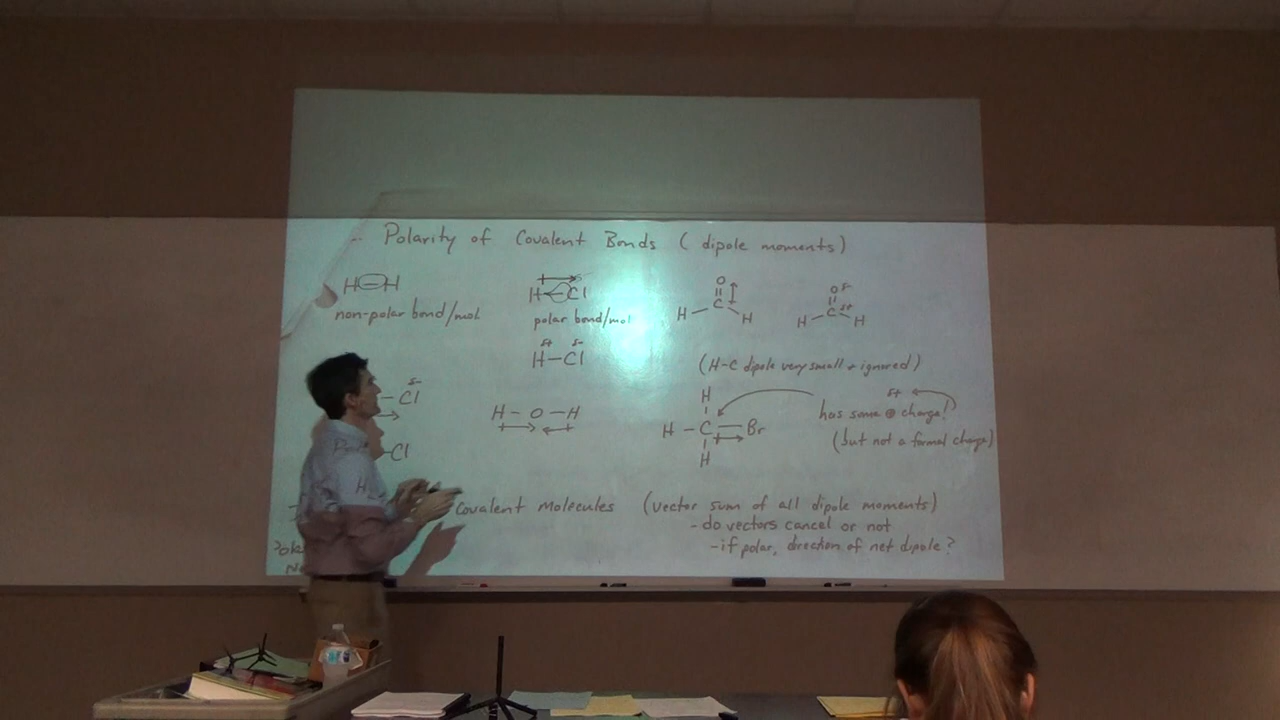 Polarity of Covalent Bonds (dipole moments)
H H
non-polar bond/mol.
H Cl
polar bond/mol
δ+ δ-
H-Cl
O
C
H H
O δ-
C δ+
H H
(H-C dipole very small + ignored)
δ-
-Cl
-Cl
H
H - O - H
H
H - C - Br
H
δ+
has some ⊕ charge!
(but not a formal charge)
Covalent Molecules (vector sum of all dipole moments)
- do vectors cancel or not
- if polar, direction of net dipole?